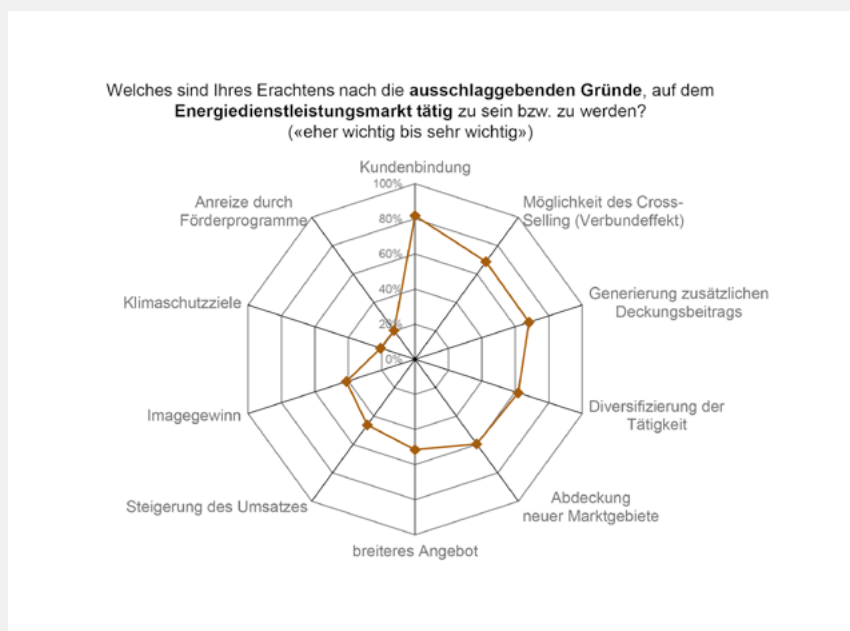 Welches sind Ihres Erachtens nach die ausschlaggebenden Gründe, auf dem
Energiedienstleistungsmarkt tätig zu sein bzw. zu werden?
(«eher wichtig bis sehr wichtig»)
Kundenbindung
100%
80%
60%
40%
20%
0%
Möglichkeit des Cross-
Selling (Verbundeffekt)
Generierung zusätzlichen
Deckungsbeitrags
Diversifizierung der
Tätigkeit
Abdeckung
neuer Marktgebiete
breiteres Angebot
Steigerung des Umsatzes
Imagegewinn
Klimaschutzziele
Anreize durch
Förderprogramme